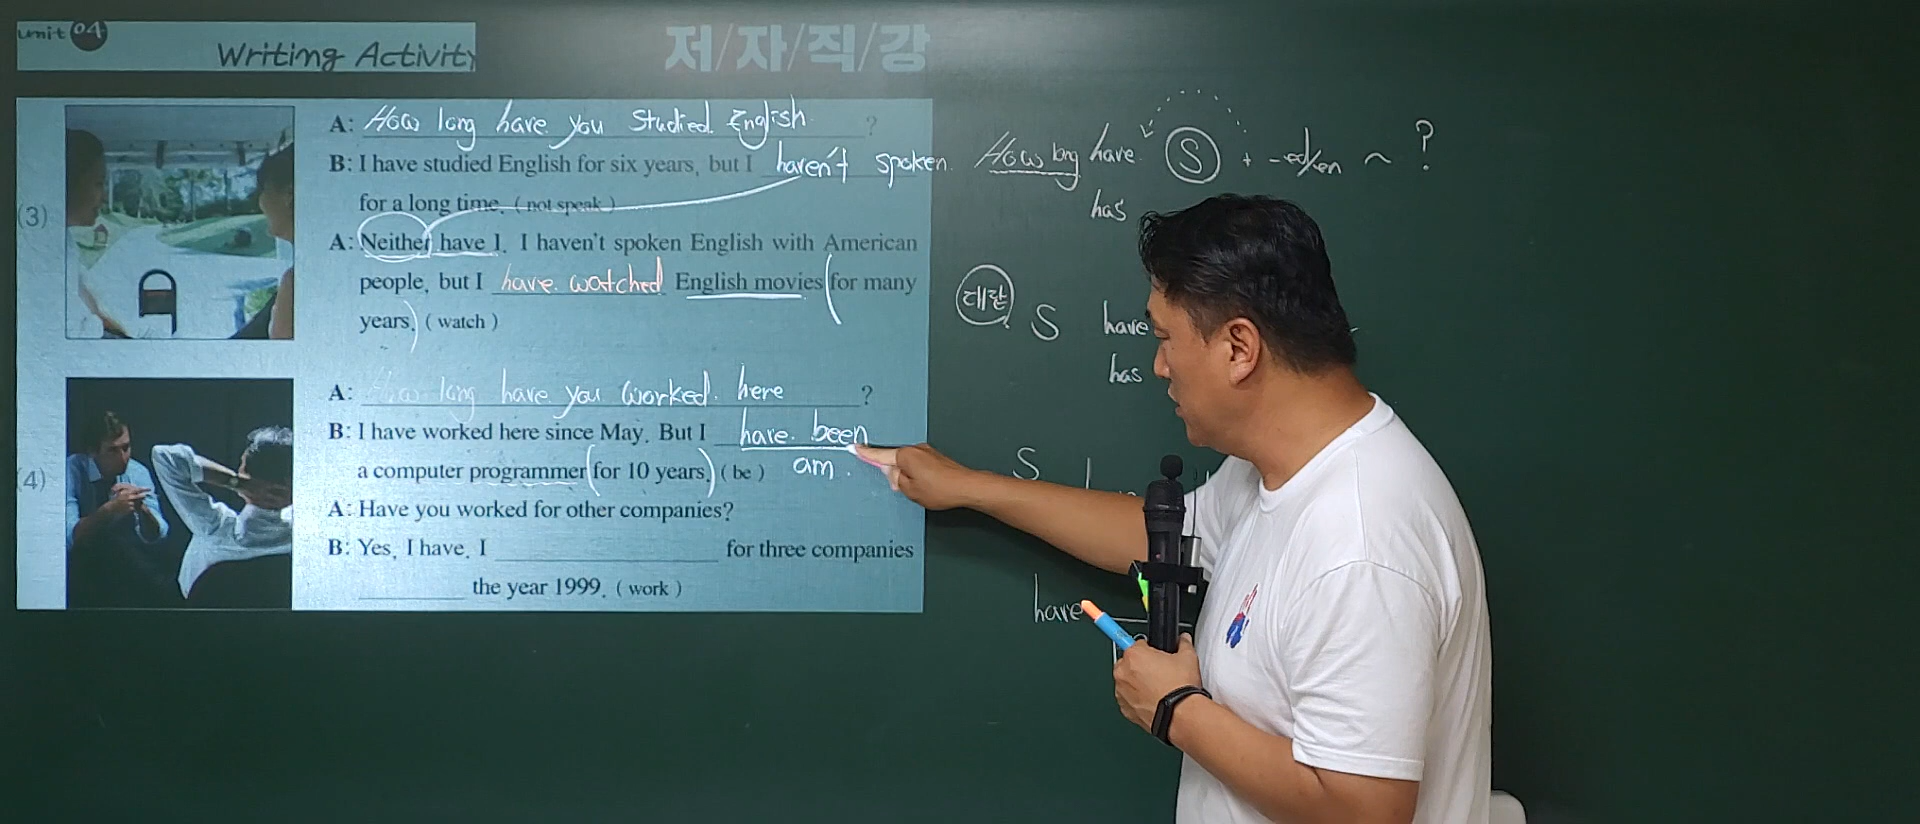 unit 04
Writing Activity
저/자/직/강
(3)
A: How long have you studied English ?
B: I have studied English for six years, but I haven't spoken
for a long time. ( not speak )
A: Neither have I. I haven't spoken English with American
people, but I have watched English movies for many
years. ( watch )
(4)
A: How long have you worked here ?
B: I have worked here since May. But I have been
am
a computer programmer for 10 years. ( be )
A: Have you worked for other companies?
B: Yes, I have. I ____ for three companies
____ the year 1999. ( work )
How long have S + -ed/en ~ ?
has
S have
has
S
have